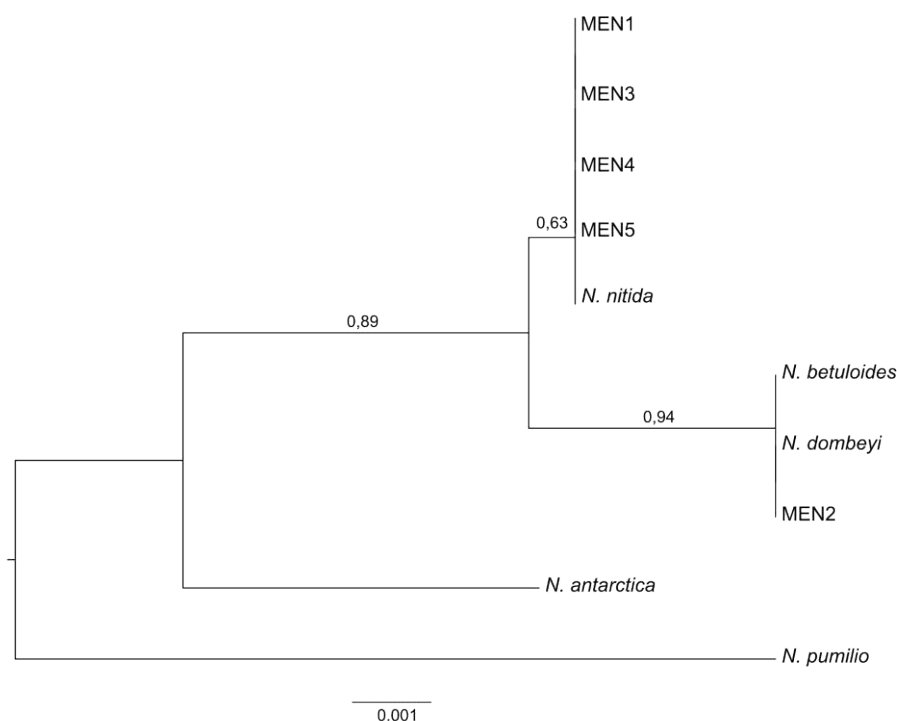 MEN1
MEN3
MEN4
0,63
MEN5
N. nitida
0,89
N. betuloides
0,94
N. dombeyi
MEN2
N. antarctica
N. pumilio
0.001